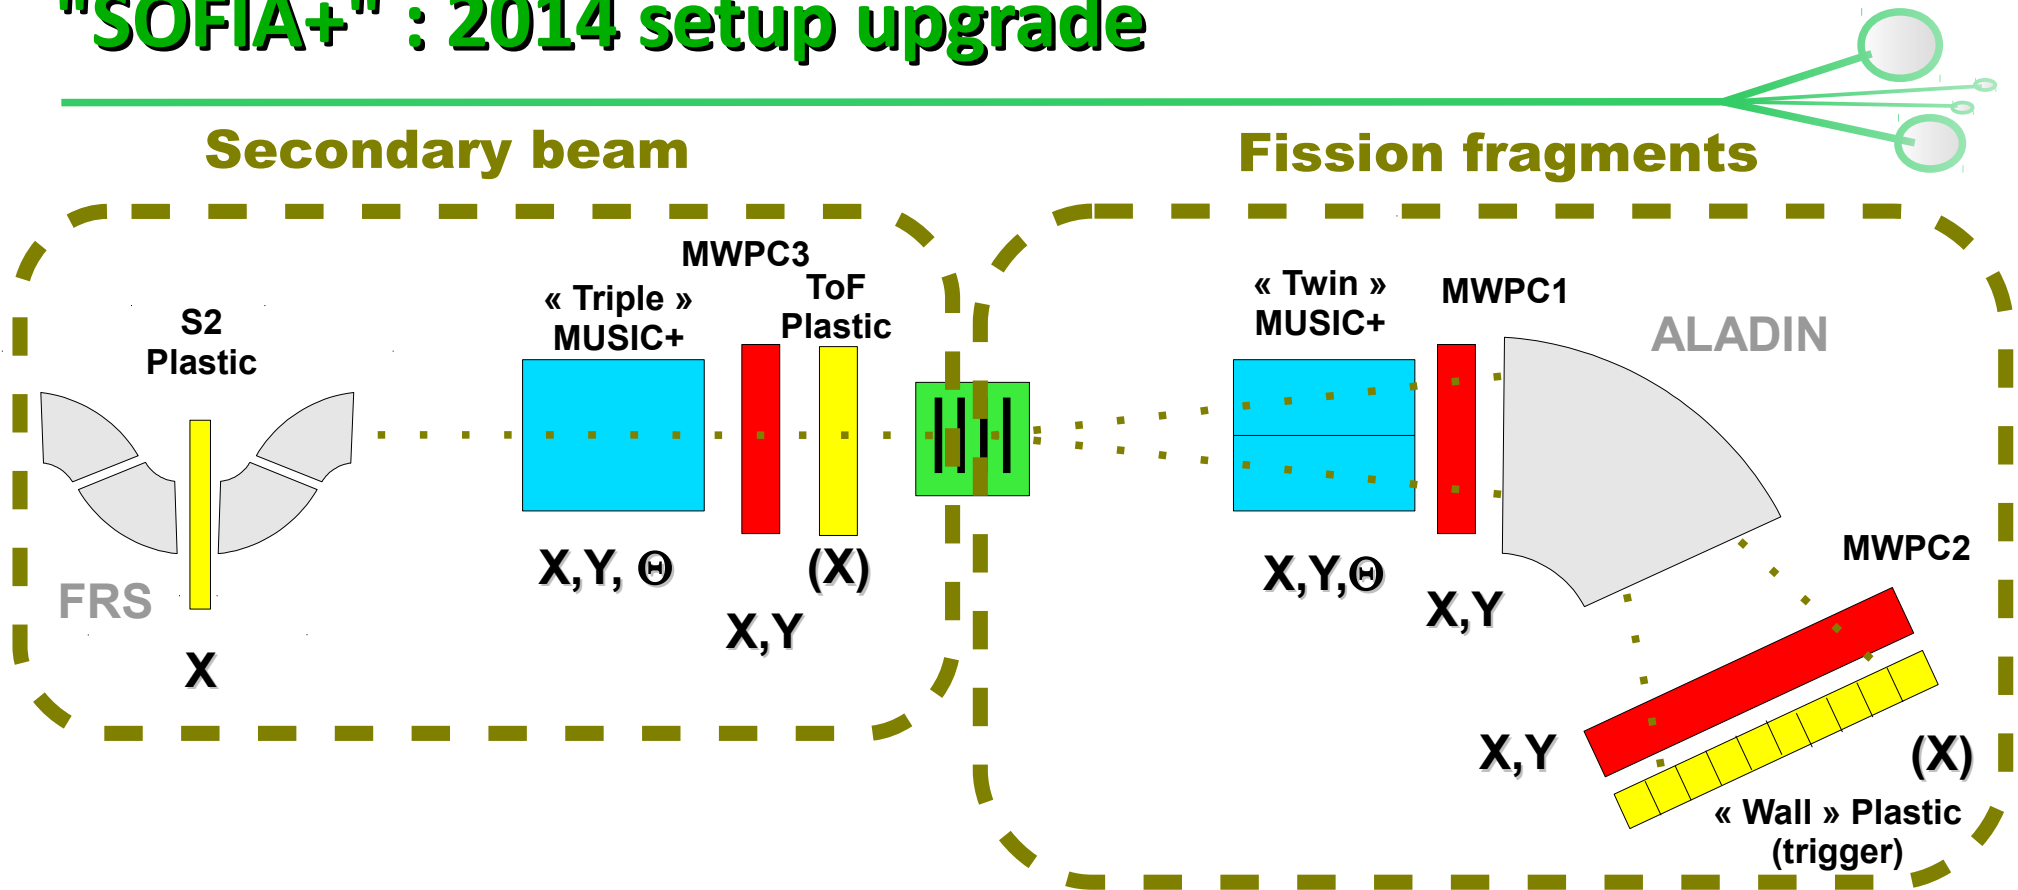 "SOFIA+" : 2014 setup upgrade
Secondary beam
Fission fragments
MWPC3
ToF
Plastic
« Triple »
MUSIC+
S2
Plastic
« Twin »
MUSIC+
MWPC1
ALADIN
MWPC2
FRS
X
X,Y, Θ
(X)
X,Y
X,Y,Θ
X,Y
X,Y
(X)
« Wall » Plastic
(trigger)